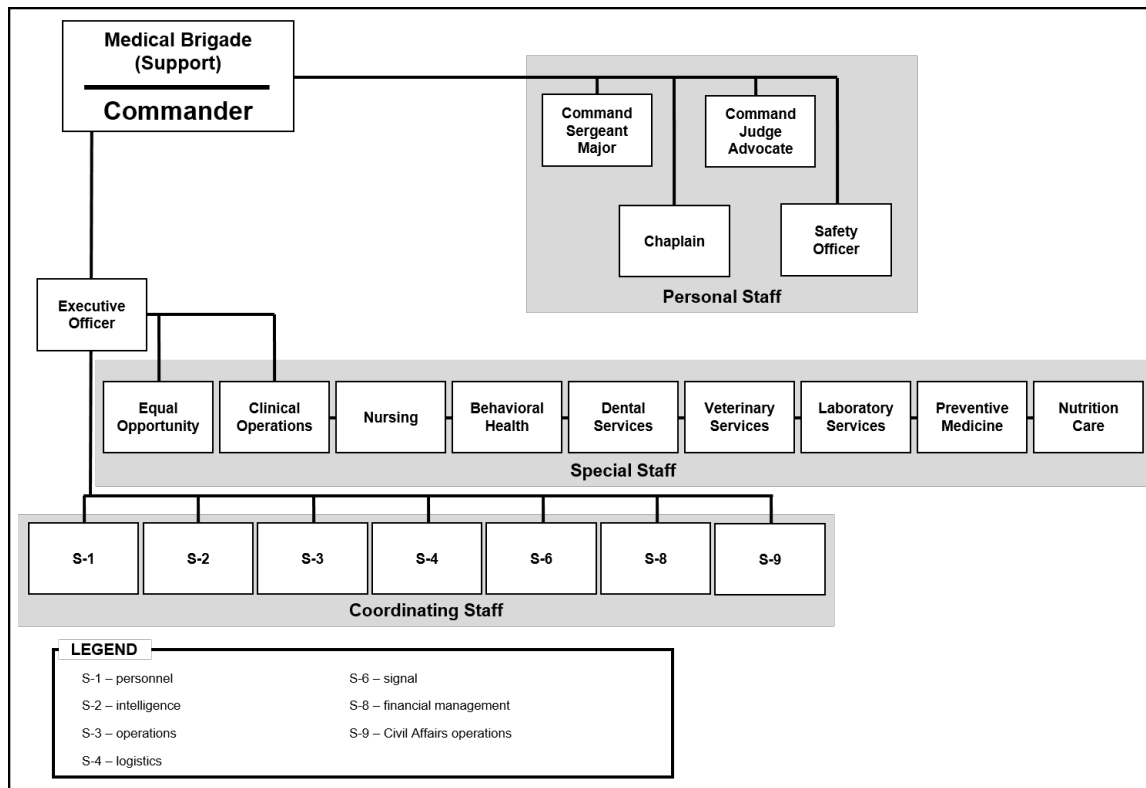 Medical Brigade
(Support)
Commander
Command
Sergeant
Major
Command
Judge
Advocate
Chaplain
Safety
Officer
Personal Staff
Executive
Officer
Equal
Opportunity
Clinical
Operations
Nursing
Behavioral
Health
Dental
Services
Veterinary
Services
Laboratory
Services
Preventive
Medicine
Nutrition
Care
Special Staff
S-1
S-2
S-3
S-4
S-6
S-8
S-9
Coordinating Staff
LEGEND
S-1 – personnel
S-2 – intelligence
S-3 – operations
S-4 – logistics
S-6 – signal
S-8 – financial management
S-9 – Civil Affairs operations